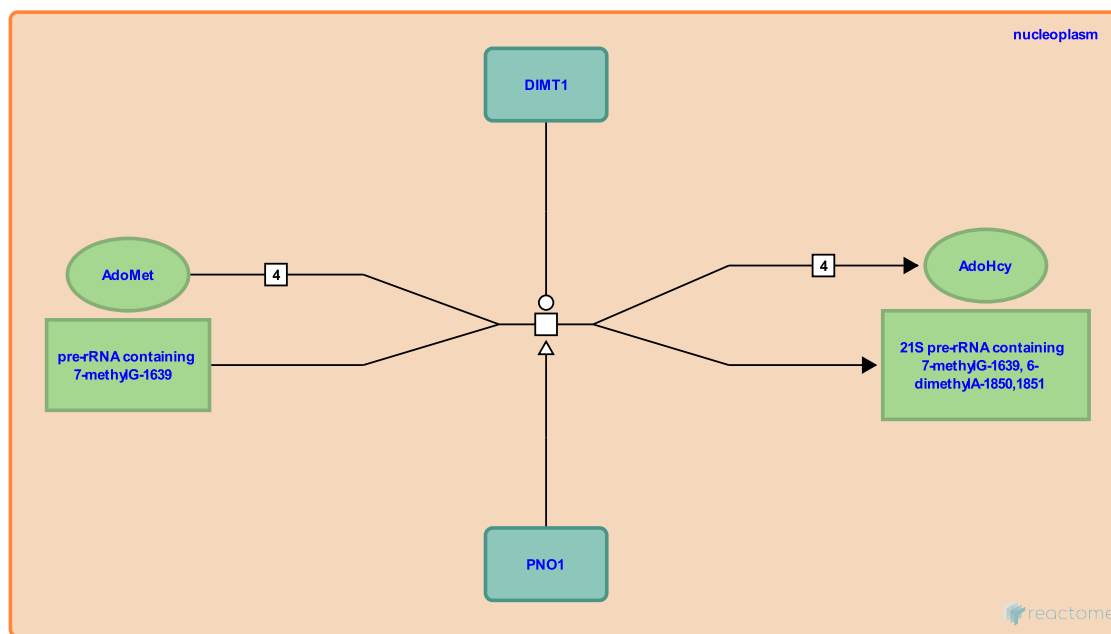 nucleoplasm
DIMT1
AdoMet
4
4
AdoHcy
pre-rRNA containing
7-methylG-1639
21S pre-rRNA containing
7-methylG-1639, 6-
dimethylA-1850,1851
PNO1
reactome